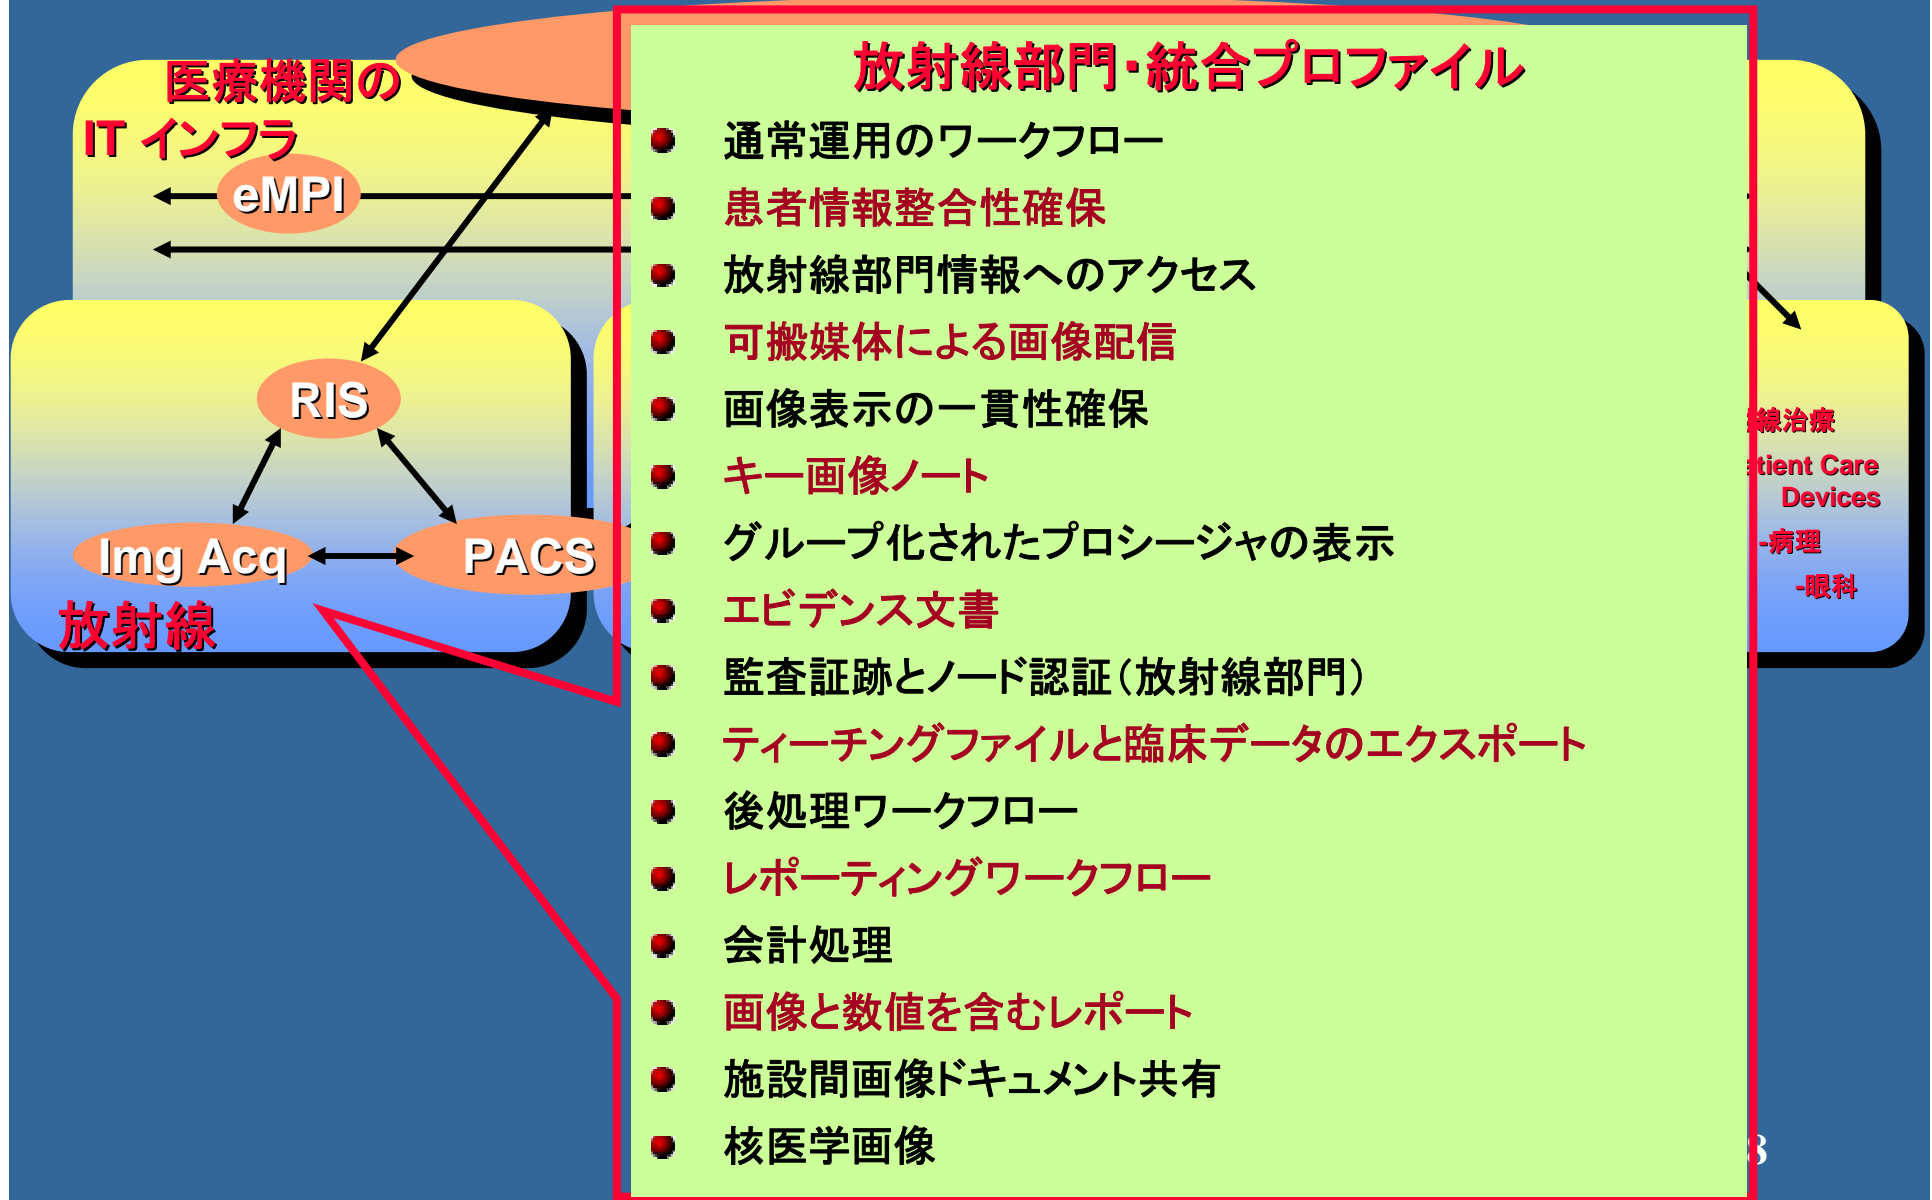 医療機関の
IT インフラ
eMPI
RIS
Img Acq
PACS
放射線
放射線部門・統合プロファイル
通常運用のワークフロー
患者情報整合性確保
放射線部門情報へのアクセス
可搬媒体による画像配信
画像表示の一貫性確保
キー画像ノート
グループ化されたプロシージャの表示
エビデンス文書
監査証跡とノード認証（放射線部門）
ティーチングファイルと臨床データのエクスポート
後処理ワークフロー
レポーティングワークフロー
会計処理
画像と数値を含むレポート
施設間画像ドキュメント共有
核医学画像
線治療
tient Care
Devices
-病理
-眼科
8